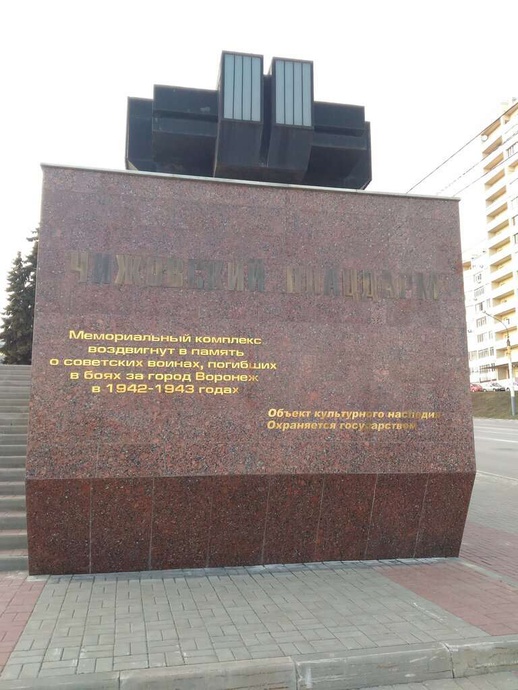 ЧИЖОВСКИЙ ПЛАЦДАРМ
Мемориальный комплекс
воздвигнут в память
о советских воинах, погибших
в боях за город Воронеж
в 1942-1943 годах
Объект культурного наследия
Охраняется государством